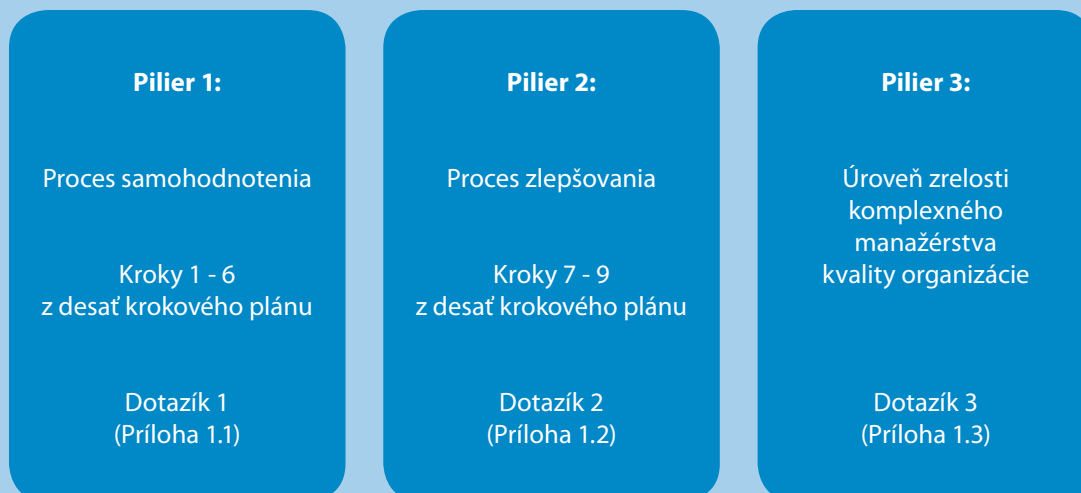 Pilier 1:
Proces samohodnotenia
Kroky 1 - 6
z desať krokového plánu
Dotazík 1
(Príloha 1.1)
Pilier 2:
Proces zlepšovania
Kroky 7 - 9
z desať krokového plánu
Dotazík 2
(Príloha 1.2)
Pilier 3:
Úroveň zrelosti
komplexného
manažérstva
kvality organizácie
Dotazík 3
(Príloha 1.3)